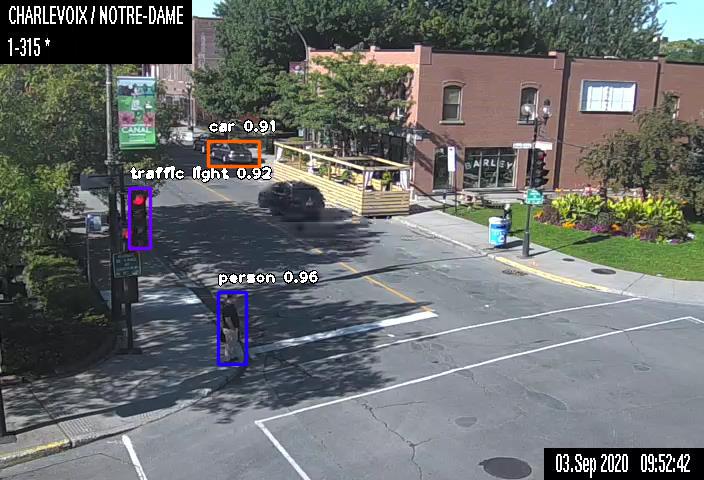 CHARLEVOIX / NOTRE-DAME
1-315 *
car 0.91
CANAL
traffic light 0.92
BARLEY
person 0.96
03.Sep 2020 09:52:42